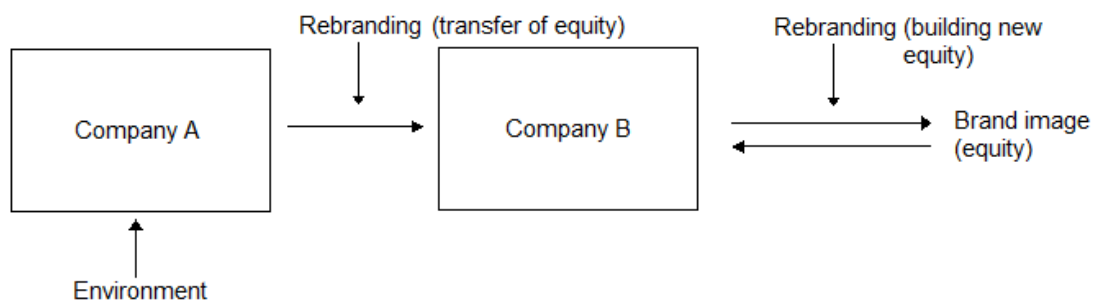 Rebranding (transfer of equity)
Rebranding (building new
equity)
Company A
Company B
Brand image
(equity)
Environment